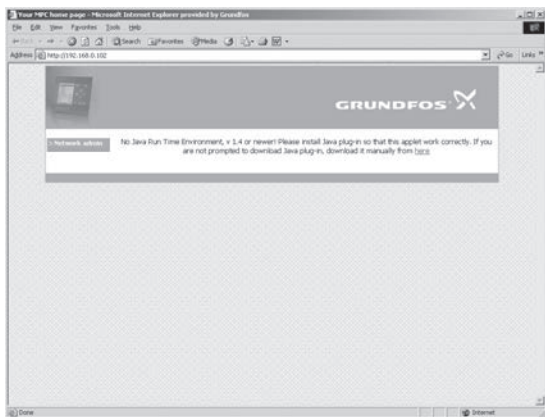 Your MPC home page - Microsoft Internet Explorer provided by Grundfos
File Edit View Favorites Tools Help
Back Search Favorites Media
Address http://192.168.0.102 Go Links »
GRUNDFOS
> Network admin
No Java Run Time Environment, v 1.4 or newer! Please install Java plug-in so that this applet work correctly. If you
are not prompted to download Java plug-in, download it manually from here
Done Internet